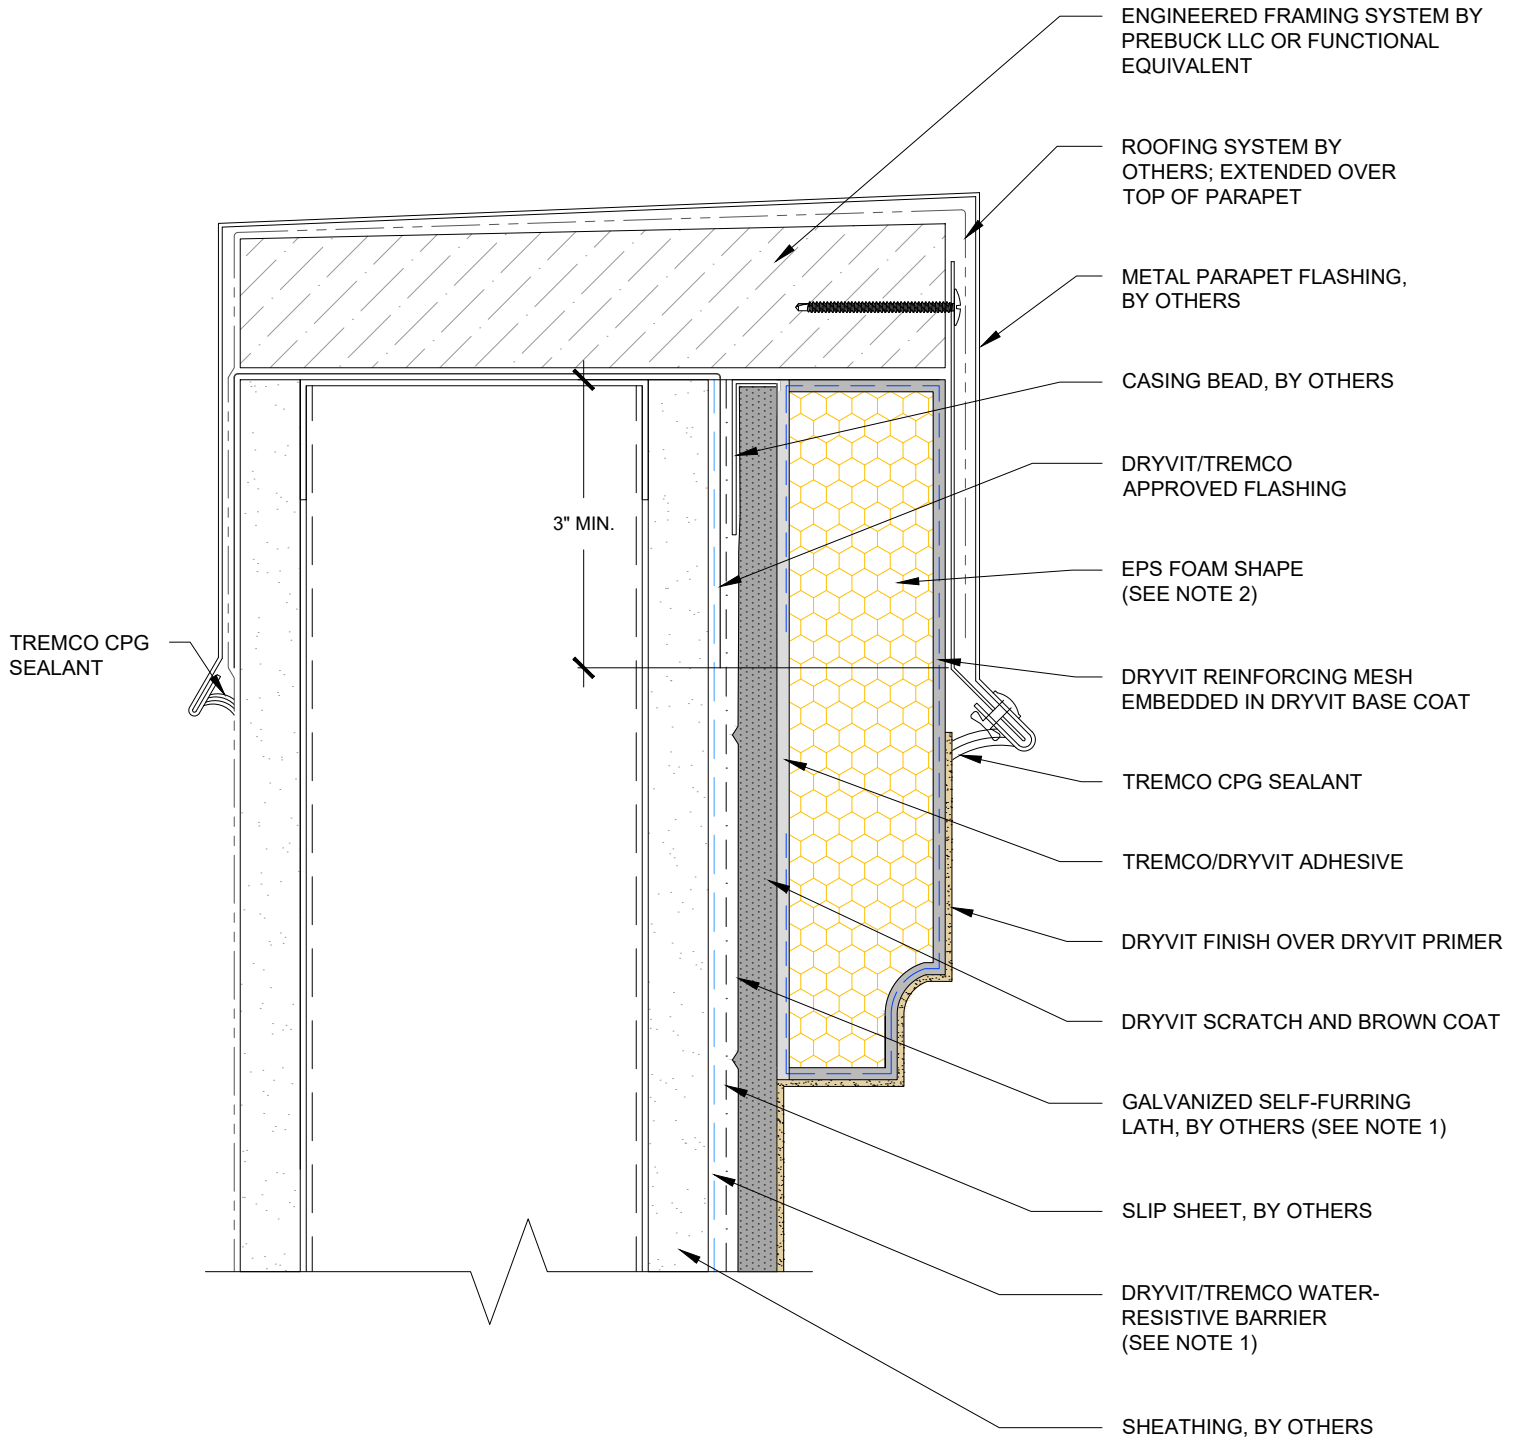 ENGINEERED FRAMING SYSTEM BY
PREBUCK LLC OR FUNCTIONAL
EQUIVALENT
ROOFING SYSTEM BY
OTHERS; EXTENDED OVER
TOP OF PARAPET
METAL PARAPET FLASHING,
BY OTHERS
CASING BEAD, BY OTHERS
DRYVIT/TREMCO
APPROVED FLASHING
3" MIN.
EPS FOAM SHAPE
(SEE NOTE 2)
TREMCO CPG
SEALANT
DRYVIT REINFORCING MESH
EMBEDDED IN DRYVIT BASE COAT
TREMCO CPG SEALANT
TREMCO/DRYVIT ADHESIVE
DRYVIT FINISH OVER DRYVIT PRIMER
DRYVIT SCRATCH AND BROWN COAT
GALVANIZED SELF-FURRING
LATH, BY OTHERS (SEE NOTE 1)
SLIP SHEET, BY OTHERS
DRYVIT/TREMCO WATER-
RESISTIVE BARRIER
(SEE NOTE 1)
SHEATHING, BY OTHERS